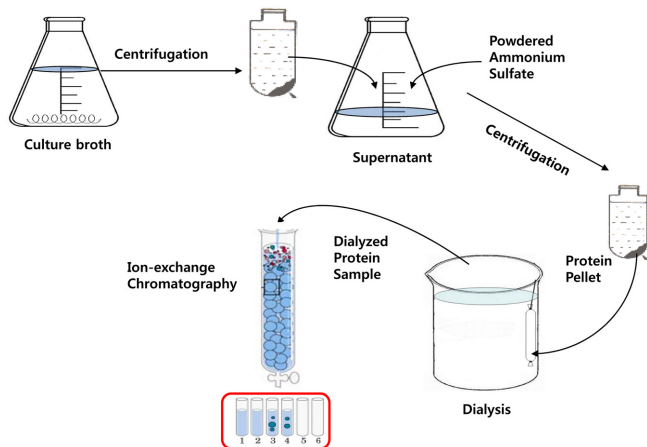 Centrifugation
Powdered
Ammonium
Sulfate
Culture broth
Supernatant
Centrifugation
Ion-exchange
Chromatography
Dialyzed
Protein
Sample
Protein
Pellet
Dialysis
1 2 3 4 5 6